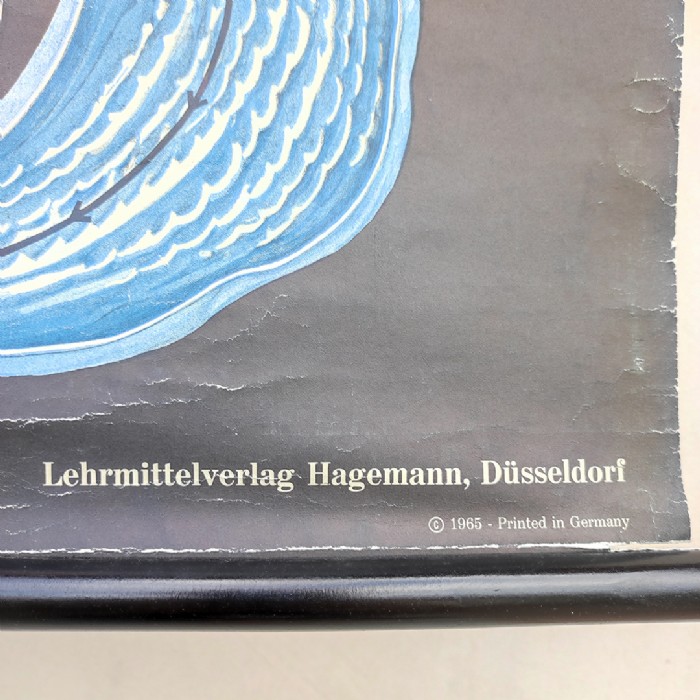 Lehrmittelverlag Hagemann, Düsseldorf
© 1965 - Printed in Germany